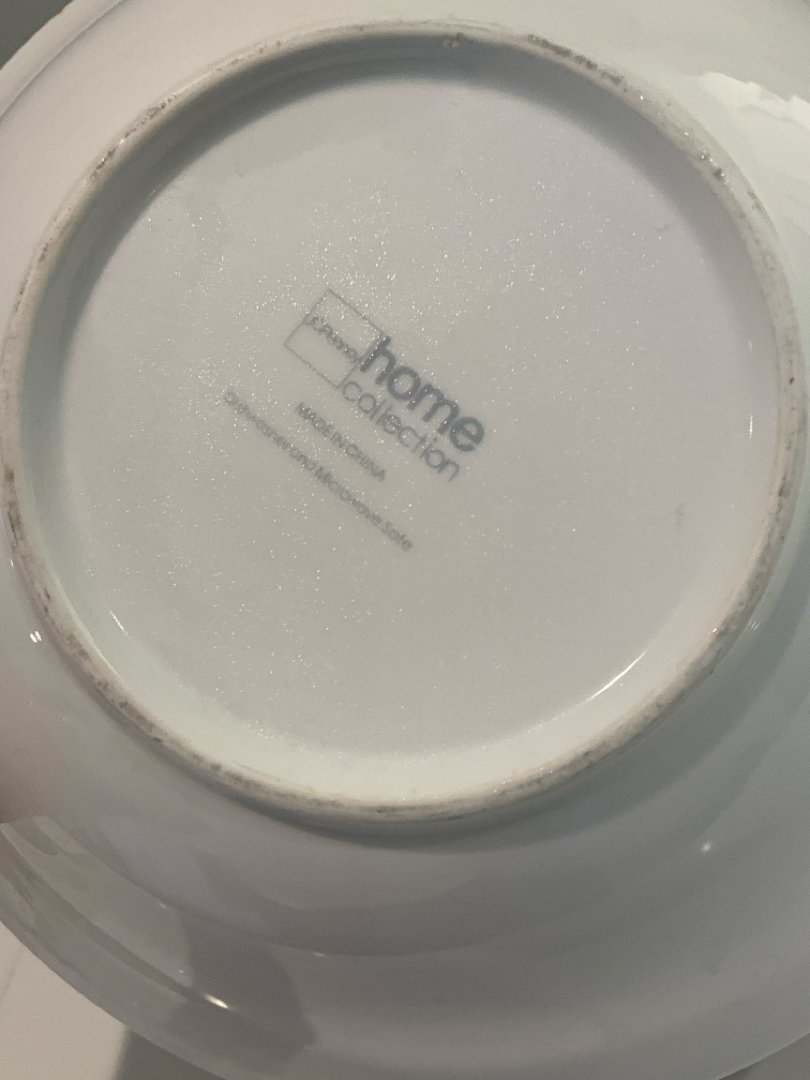 JCPenney
home
collection
MADE IN CHINA
Dishwasher and Microwave Safe